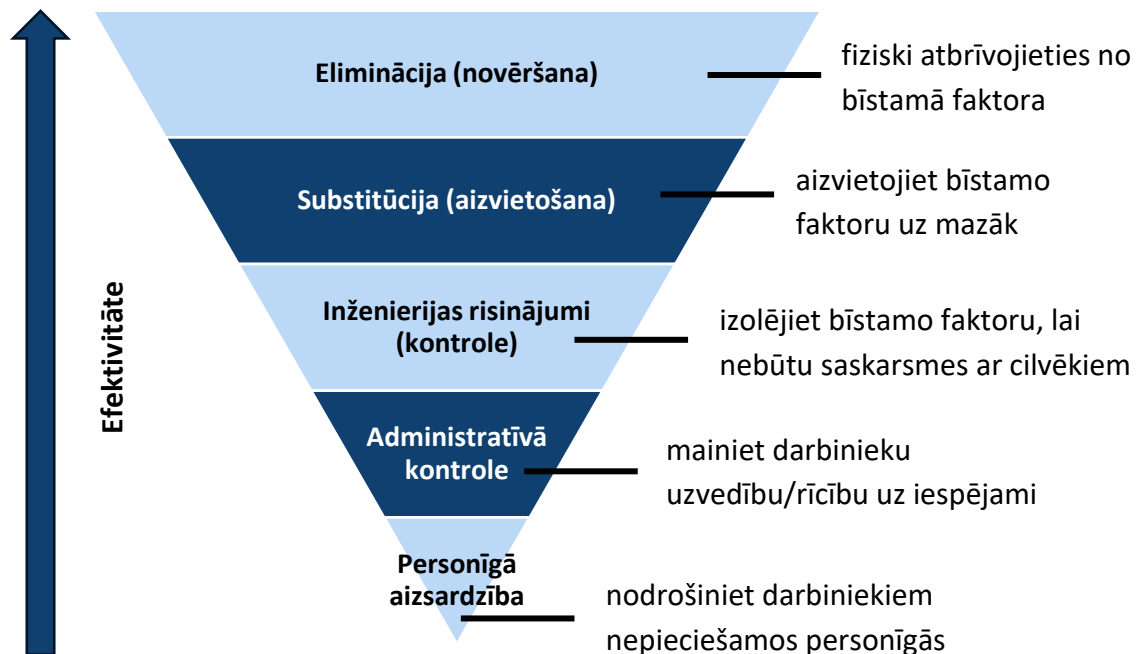 Efektivitāte
Eliminācija (novēršana)
fiziski atbrīvojieties no
bīstamā faktora
Substitūcija (aizvietošana)
aizvietojiet bīstamo
faktoru uz mazāk
Inženierijas risinājumi
(kontrole)
izolējiet bīstamo faktoru, lai
nebūtu saskarsmes ar cilvēkiem
Administratīvā
kontrole
mainiet darbinieku
uzvedību/rīcību uz iespējami
Personīgā
aizsardzība
nodrošiniet darbiniekiem
nepieciešamos personīgās